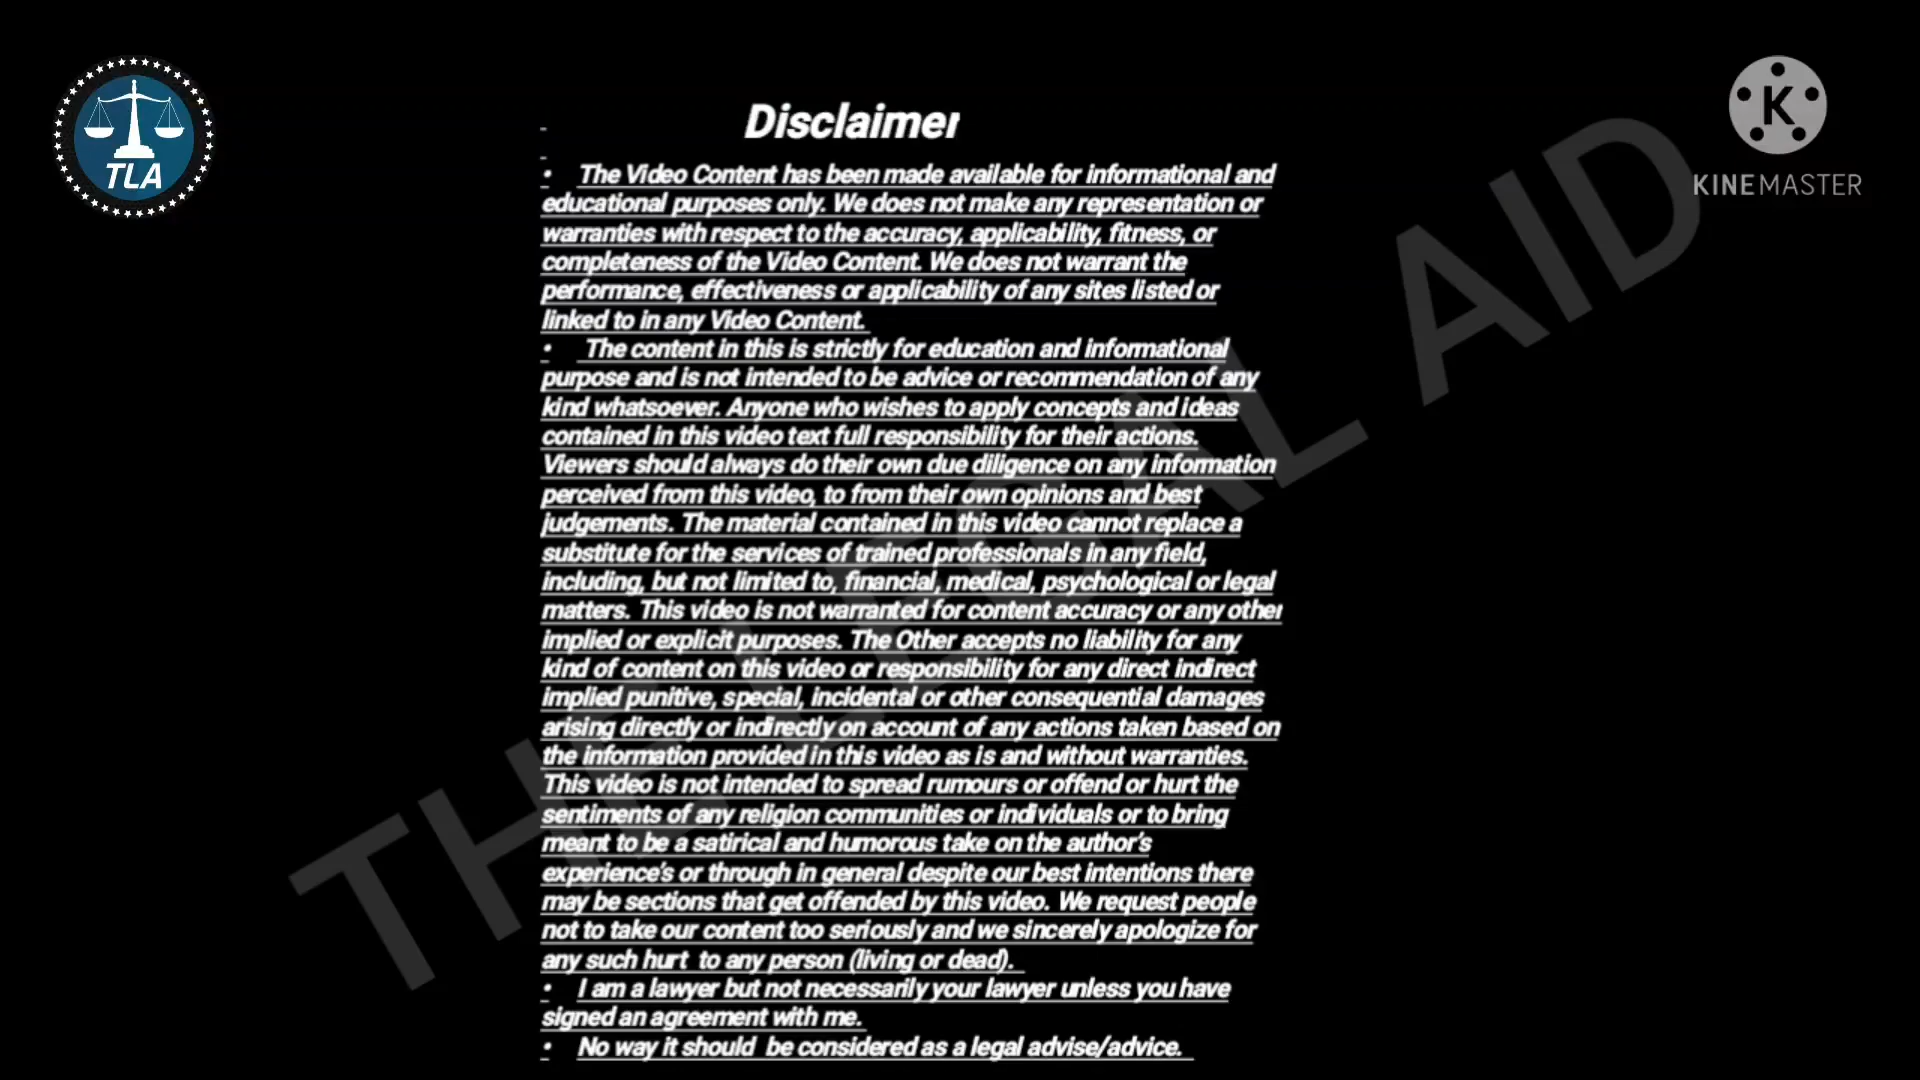 TLA
K
KINEMASTER
THE LEGAL AID
Disclaimer
• The Video Content has been made available for informational and
educational purposes only. We does not make any representation or
warranties with respect to the accuracy, applicability, fitness, or
completeness of the Video Content. We does not warrant the
performance, effectiveness or applicability of any sites listed or
linked to in any Video Content.
• The content in this is strictly for education and informational
purpose and is not intended to be advice or recommendation of any
kind whatsoever. Anyone who wishes to apply concepts and ideas
contained in this video text full responsibility for their actions.
Viewers should always do their own due diligence on any information
perceived from this video, to from their own opinions and best
judgements. The material contained in this video cannot replace a
substitute for the services of trained professionals in any field,
including, but not limited to, financial, medical, psychological or legal
matters. This video is not warranted for content accuracy or any other
implied or explicit purposes. The Other accepts no liability for any
kind of content on this video or responsibility for any direct indirect
implied punitive, special, incidental or other consequential damages
arising directly or indirectly on account of any actions taken based on
the information provided in this video as is and without warranties.
This video is not intended to spread rumours or offend or hurt the
sentiments of any religion communities or individuals or to bring
meant to be a satirical and humorous take on the author's
experience's or through in general despite our best intentions there
may be sections that get offended by this video. We request people
not to take our content too seriously and we sincerely apologize for
any such hurt to any person (living or dead).
• I am a lawyer but not necessarily your lawyer unless you have
signed an agreement with me.
• No way it should be considered as a legal advise/advice.